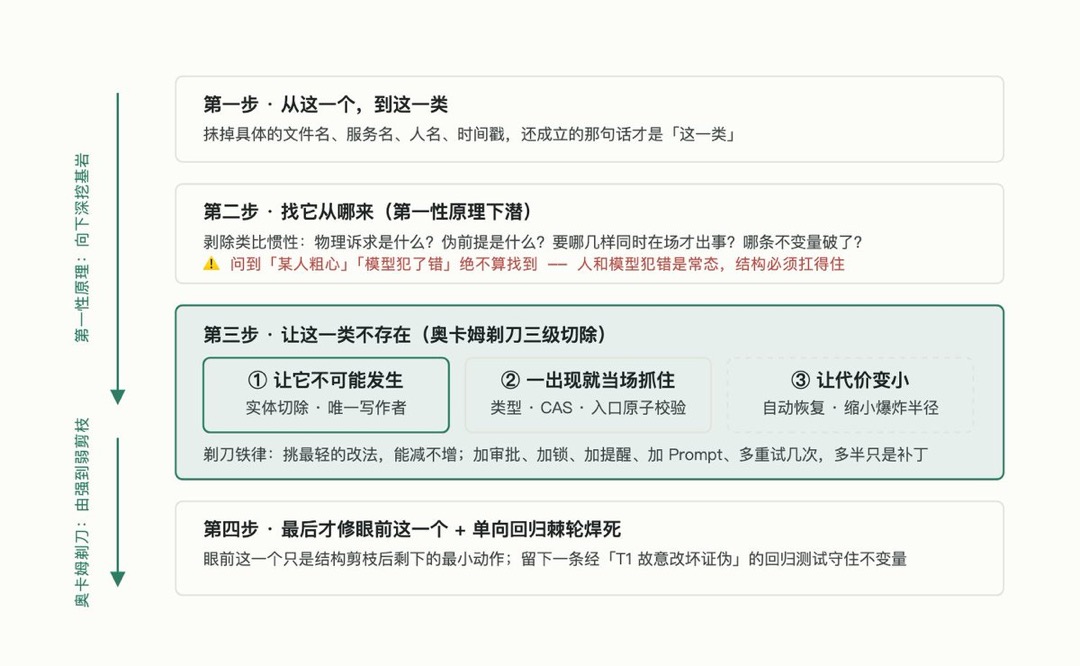 第一性原理：向下深挖基岩
奥卡姆剃刀：由强到弱剪枝
第一步 · 从这一个，到这一类
抹掉具体的文件名、服务名、人名、时间戳，还成立的那句话才是「这一类」
第二步 · 找它从哪来（第一性原理下潜）
剥除类比惯性：物理诉求是什么？伪前提是什么？要哪几样同时在场才出事？哪条不变量破了？
⚠️ 问到「某人粗心」「模型犯了错」绝不算找到 —— 人和模型犯错是常态，结构必须扛得住
第三步 · 让这一类不存在（奥卡姆剃刀三级切除）
① 让它不可能发生
实体切除 · 唯一写作者
② 一出现就当场抓住
类型 · CAS · 入口原子校验
③ 让代价变小
自动恢复 · 缩小爆炸半径
剃刀铁律：挑最轻的改法，能减不增；加审批、加锁、加提醒、加 Prompt、多重试几次，多半只是补丁
第四步 · 最后才修眼前这一个 + 单向回归棘轮焊死
眼前这一个只是结构剪枝后剩下的最小动作；留下一条经「T1 故意改坏证伪」的回归测试守住不变量